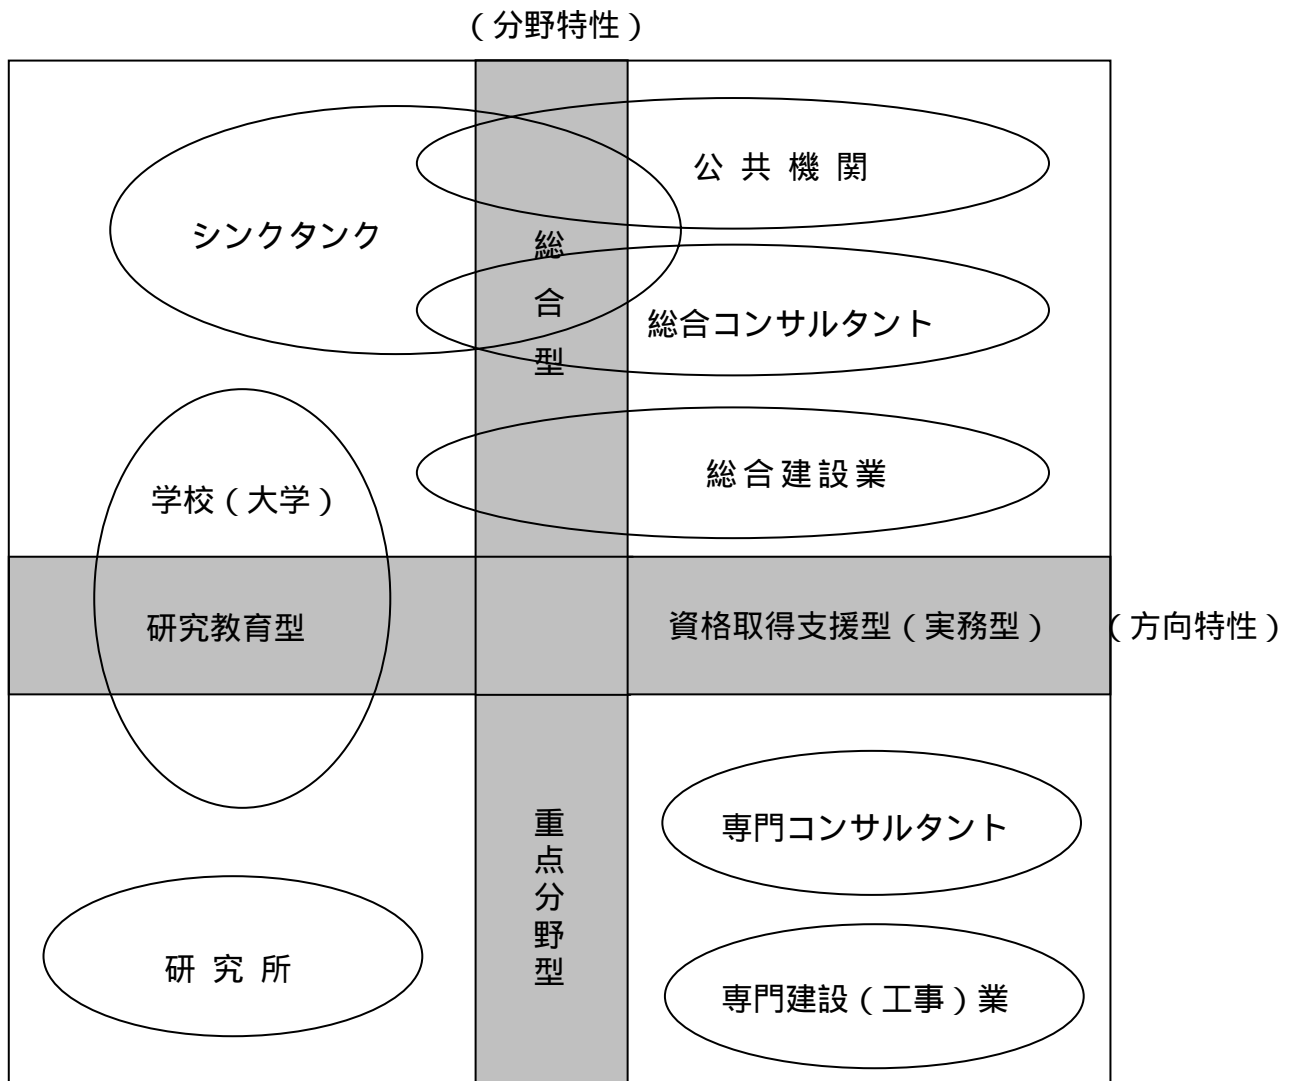 （分野特性）
公共機関
シンクタンク
総合型
総合コンサルタント
総合建設業
学校（大学）
研究教育型
資格取得支援型（実務型）
（方向特性）
重点分野型
専門コンサルタント
研究所
専門建設（工事）業